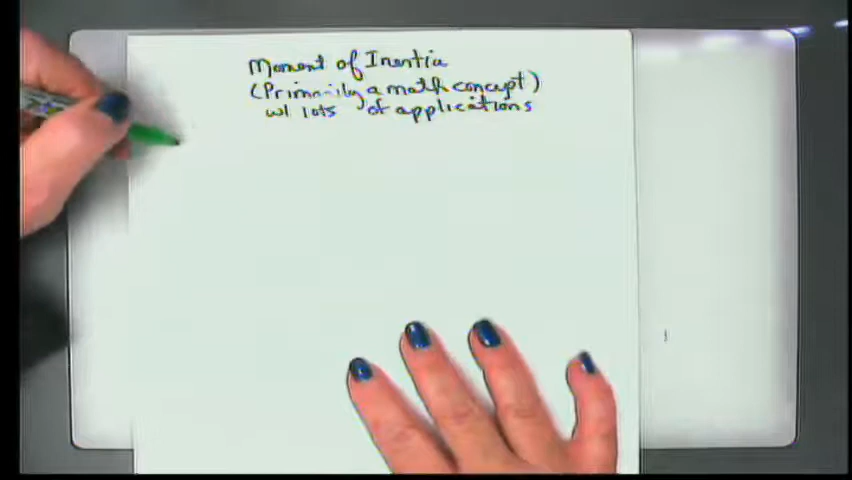 Moment of Inertia
(Primarily a math concept)
w/ lots of applications